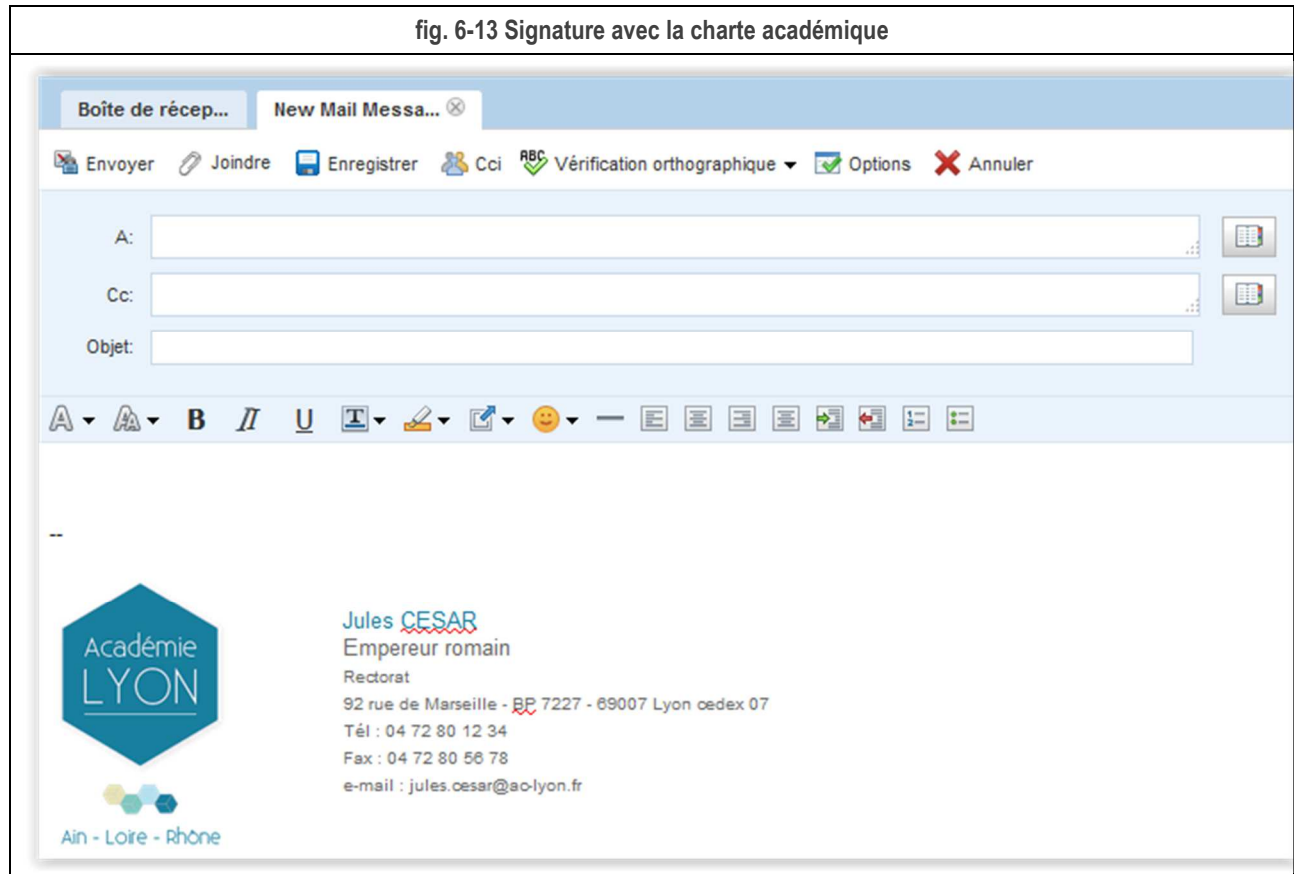 fig. 6-13 Signature avec la charte académique
Boîte de récep... New Mail Messa...
Envoyer Joindre Enregistrer Cci ABC Vérification orthographique Options Annuler
A:
Cc:
Objet:
A A B I U T
--
Académie
LYON
Ain - Loire - Rhône
Jules CESAR
Empereur romain
Rectorat
92 rue de Marseille - BP 7227 - 69007 Lyon cedex 07
Tél : 04 72 80 12 34
Fax : 04 72 80 56 78
e-mail : jules.cesar@ac-lyon.fr